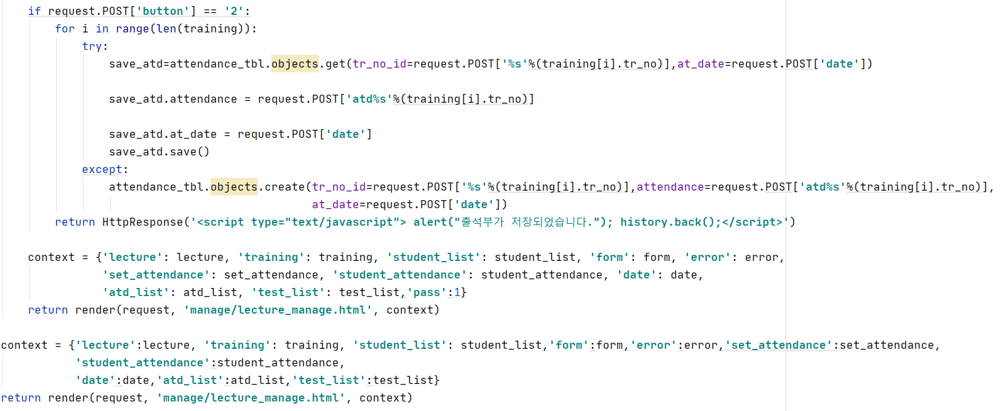 if request.POST['button'] == '2':
for i in range(len(training)):
try:
save_atd=attendance_tbl.objects.get(tr_no_id=request.POST['%s'%(training[i].tr_no)],at_date=request.POST['date'])
save_atd.attendance = request.POST['atd%s'%(training[i].tr_no)]
save_atd.at_date = request.POST['date']
save_atd.save()
except:
attendance_tbl.objects.create(tr_no_id=request.POST['%s'%(training[i].tr_no)],attendance=request.POST['atd%s'%(training[i].tr_no)],
at_date=request.POST['date'])
return HttpResponse('<script type="text/javascript"> alert("출석부가 저장되었습니다."); history.back();</script>')
context = {'lecture': lecture, 'training': training, 'student_list': student_list, 'form': form, 'error': error,
'set_attendance': set_attendance, 'student_attendance': student_attendance, 'date': date,
'atd_list': atd_list, 'test_list': test_list,'pass':1}
return render(request, 'manage/lecture_manage.html', context)
context = {'lecture':lecture, 'training': training, 'student_list': student_list,'form':form,'error':error,'set_attendance':set_attendance,
'student_attendance':student_attendance,
'date':date,'atd_list':atd_list,'test_list':test_list}
return render(request, 'manage/lecture_manage.html', context)